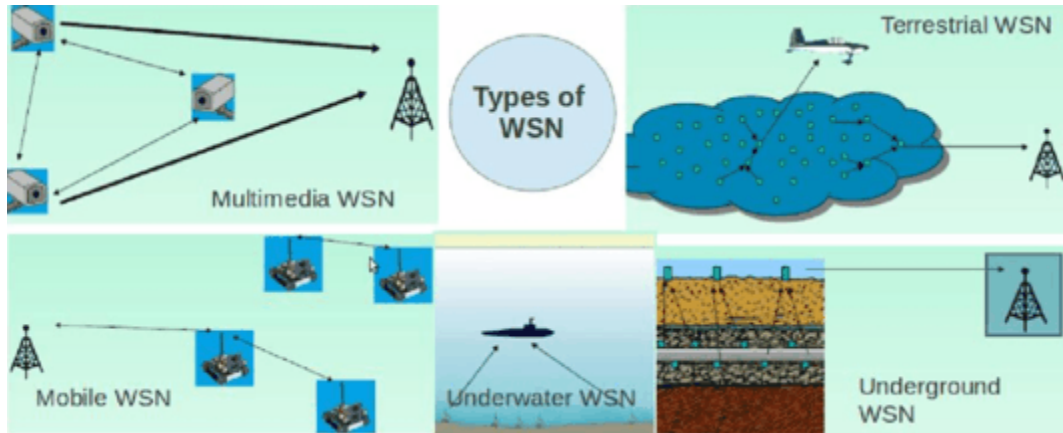 Types of
WSN
Terrestrial WSN
Multimedia WSN
Mobile WSN
Underwater WSN
Underground
WSN